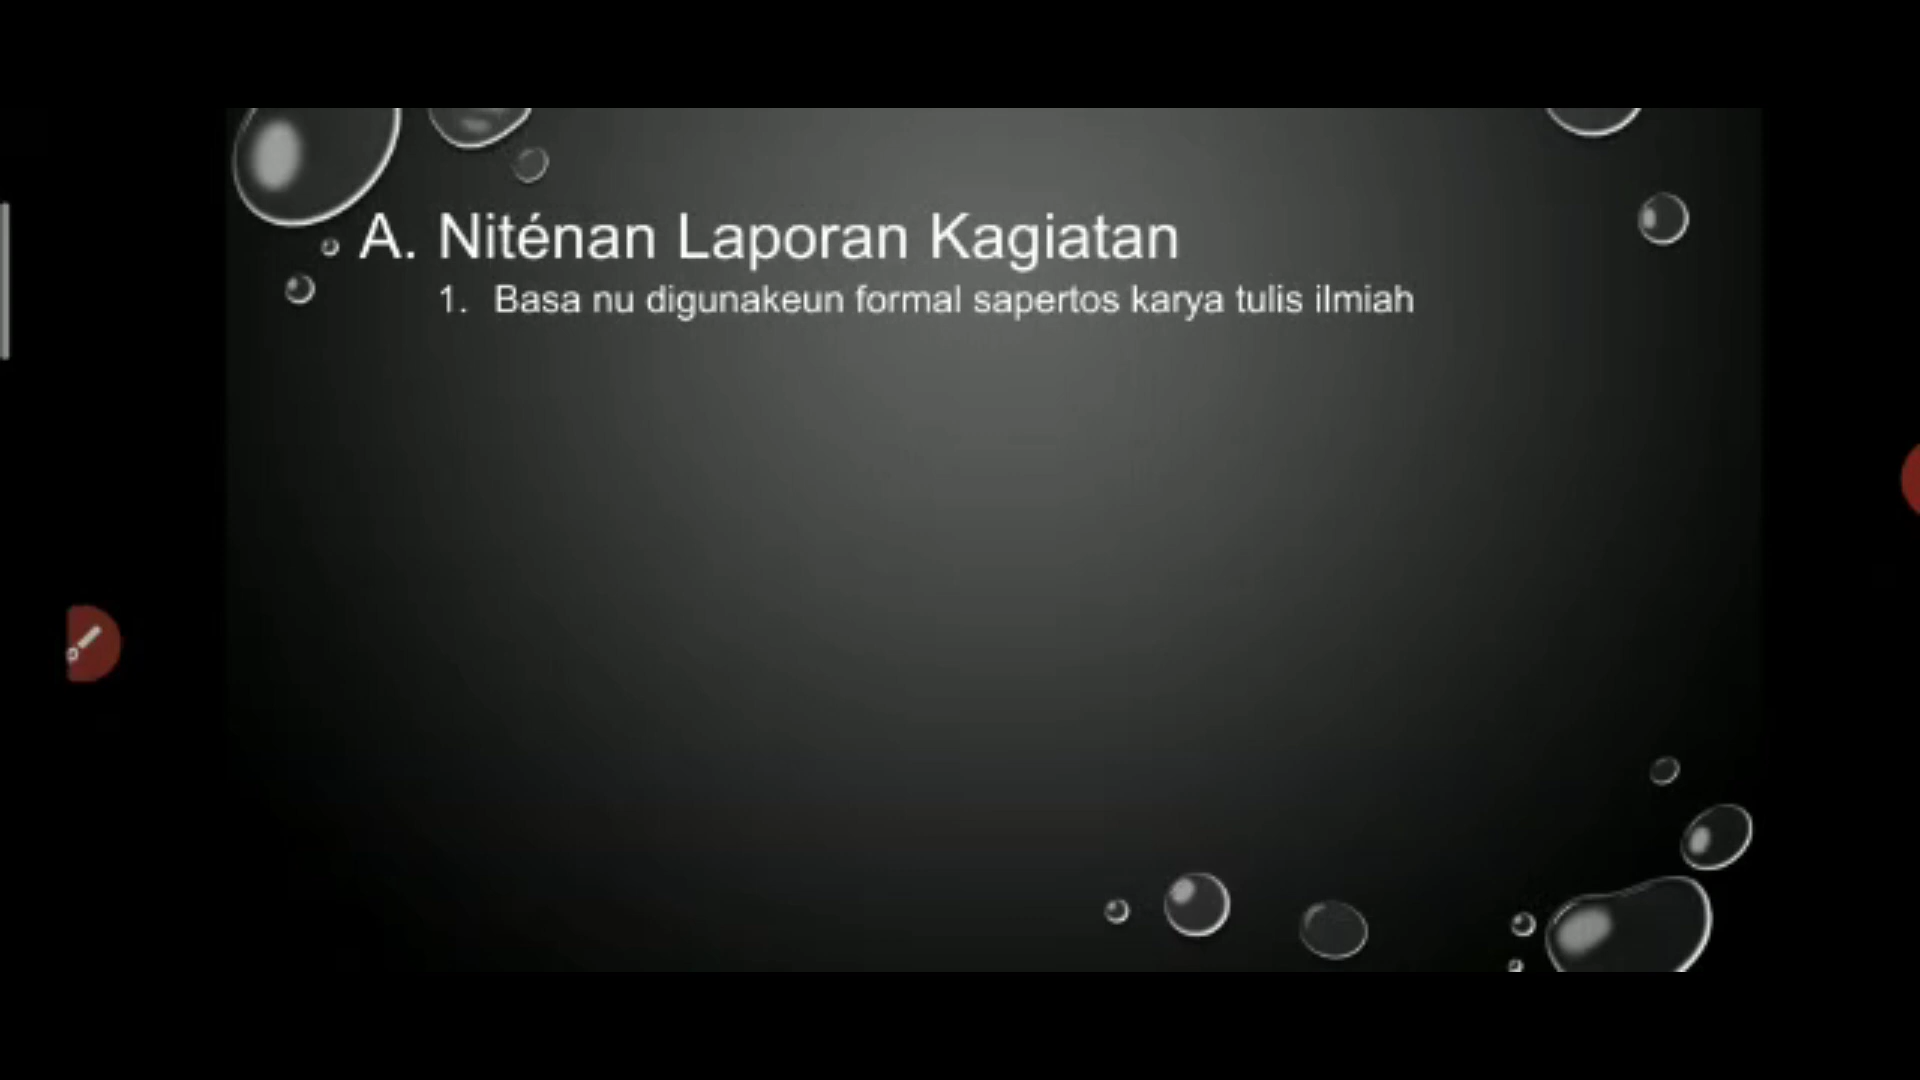 A. Niténan Laporan Kagiatan
1. Basa nu digunakeun formal sapertos karya tulis ilmiah